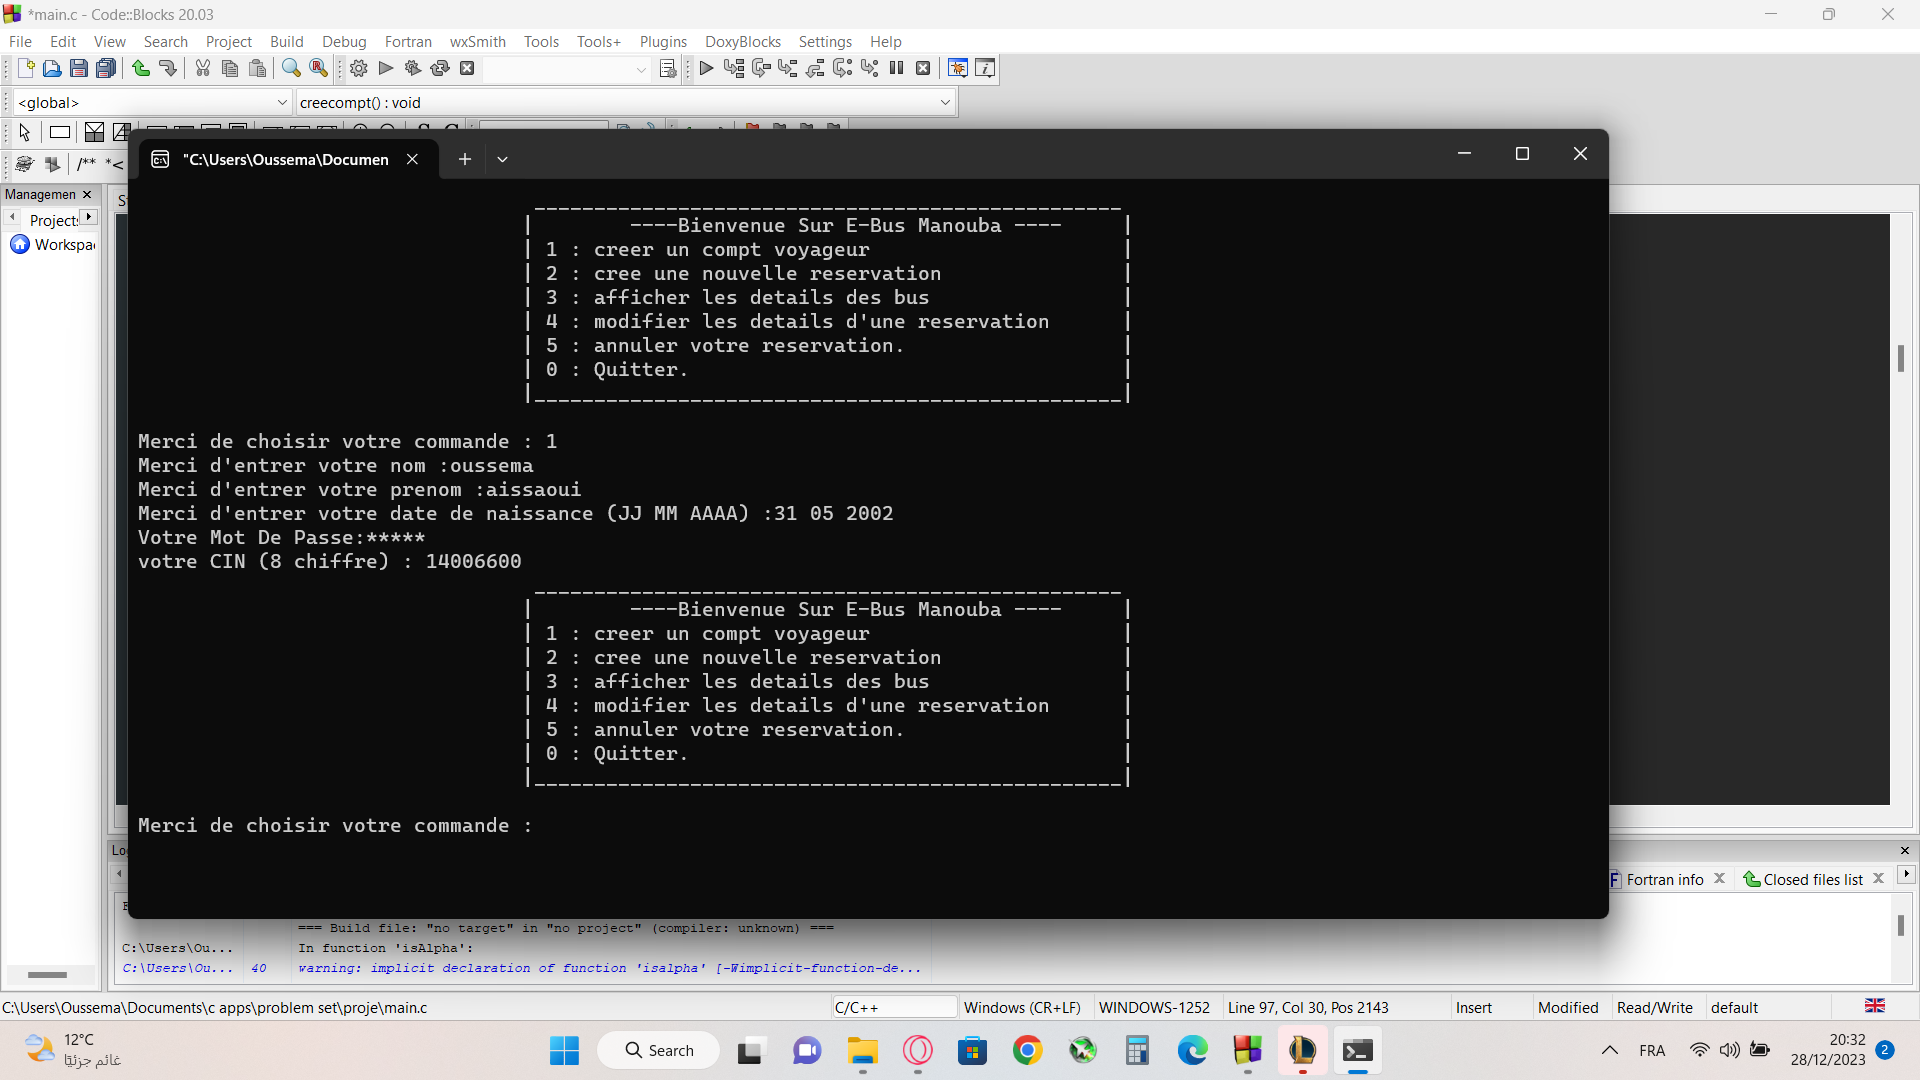 *main.c - Code::Blocks 20.03
File Edit View Search Project Build Debug Fortran wxSmith Tools Tools+ Plugins DoxyBlocks Settings Help
<global> creecompt() : void
/** *<
"C:\Users\Oussema\Documen
Managemen
Projects
Workspa
_________________________________________________
| ----Bienvenue Sur E-Bus Manouba ---- |
| 1 : creer un compt voyageur |
| 2 : cree une nouvelle reservation |
| 3 : afficher les details des bus |
| 4 : modifier les details d'une reservation |
| 5 : annuler votre reservation. |
| 0 : Quitter. |
|_________________________________________________|
Merci de choisir votre commande : 1
Merci d'entrer votre nom :oussema
Merci d'entrer votre prenom :aissaoui
Merci d'entrer votre date de naissance (JJ MM AAAA) :31 05 2002
Votre Mot De Passe:*****
votre CIN (8 chiffre) : 14006600
_________________________________________________
| ----Bienvenue Sur E-Bus Manouba ---- |
| 1 : creer un compt voyageur |
| 2 : cree une nouvelle reservation |
| 3 : afficher les details des bus |
| 4 : modifier les details d'une reservation |
| 5 : annuler votre reservation. |
| 0 : Quitter. |
|_________________________________________________|
Merci de choisir votre commande :
Fortran info Closed files list
=== Build file: "no target" in "no project" (compiler: unknown) ===
C:\Users\Ou... In function 'isAlpha':
C:\Users\Ou... 40 warning: implicit declaration of function 'isalpha' [-Wimplicit-function-de...
C:\Users\Oussema\Documents\c apps\problem set\proje\main.c C/C++ Windows (CR+LF) WINDOWS-1252 Line 97, Col 30, Pos 2143 Insert Modified Read/Write default
12°C
غائم جزئيًا
Search
FRA
20:32
28/12/2023
2